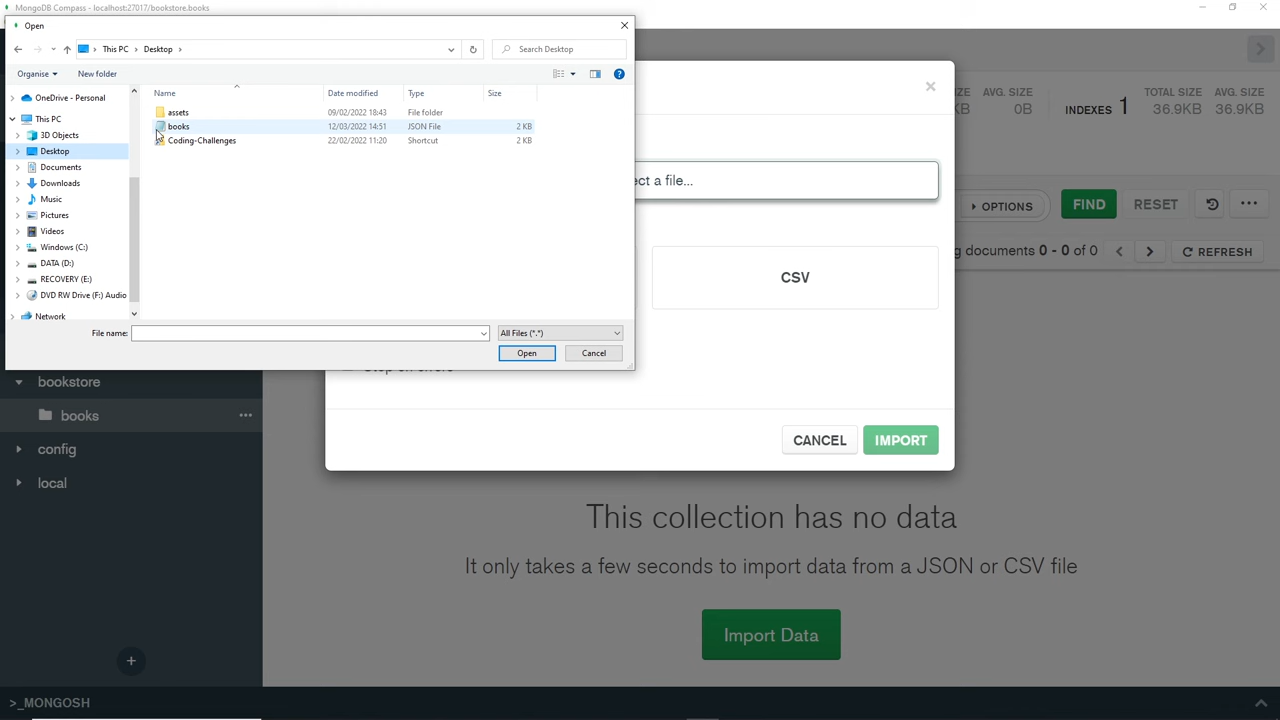 MongoDB Compass - localhost:27017/bookstore.books
Open
This PC > Desktop >
Search Desktop
Organise
New folder
Name Date modified Type Size
OneDrive - Personal
This PC
3D Objects
Desktop
Documents
Downloads
Music
Pictures
Videos
Windows (C:)
DATA (D:)
RECOVERY (E:)
DVD RW Drive (F:) Audio
Network
assets 09/02/2022 18:43 File folder
books 12/03/2022 14:51 JSON File 2 KB
Coding-Challenges 22/02/2022 11:20 Shortcut 2 KB
File name:
All Files (*.*)
Open
Cancel
ect a file...
CSV
CANCEL
IMPORT
AVG. SIZE
0B
INDEXES 1
TOTAL SIZE
36.9KB
AVG. SIZE
36.9KB
OPTIONS
FIND
RESET
g documents 0 - 0 of 0
REFRESH
bookstore
books
config
local
This collection has no data
It only takes a few seconds to import data from a JSON or CSV file
Import Data
>_MONGOSH